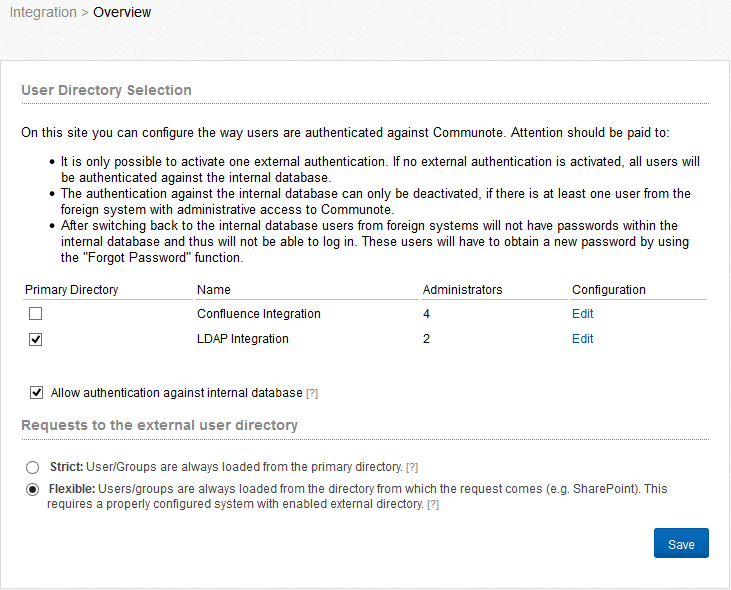 Integration > Overview
User Directory Selection
On this site you can configure the way users are authenticated against Communote. Attention should be paid to:
• It is only possible to activate one external authentication. If no external authentication is activated, all users will
be authenticated against the internal database.
• The authentication against the internal database can only be deactivated, if there is at least one user from the
foreign system with administrative access to Communote.
• After switching back to the internal database users from foreign systems will not have passwords within the
internal database and thus will not be able to log in. These users will have to obtain a new password by using
the "Forgot Password" function.
Primary Directory Name Administrators Configuration
Confluence Integration 4 Edit
LDAP Integration 2 Edit
Allow authentication against internal database [?]
Requests to the external user directory
Strict: User/Groups are always loaded from the primary directory. [?]
Flexible: Users/groups are always loaded from the directory from which the request comes (e.g. SharePoint). This
requires a properly configured system with enabled external directory. [?]
Save